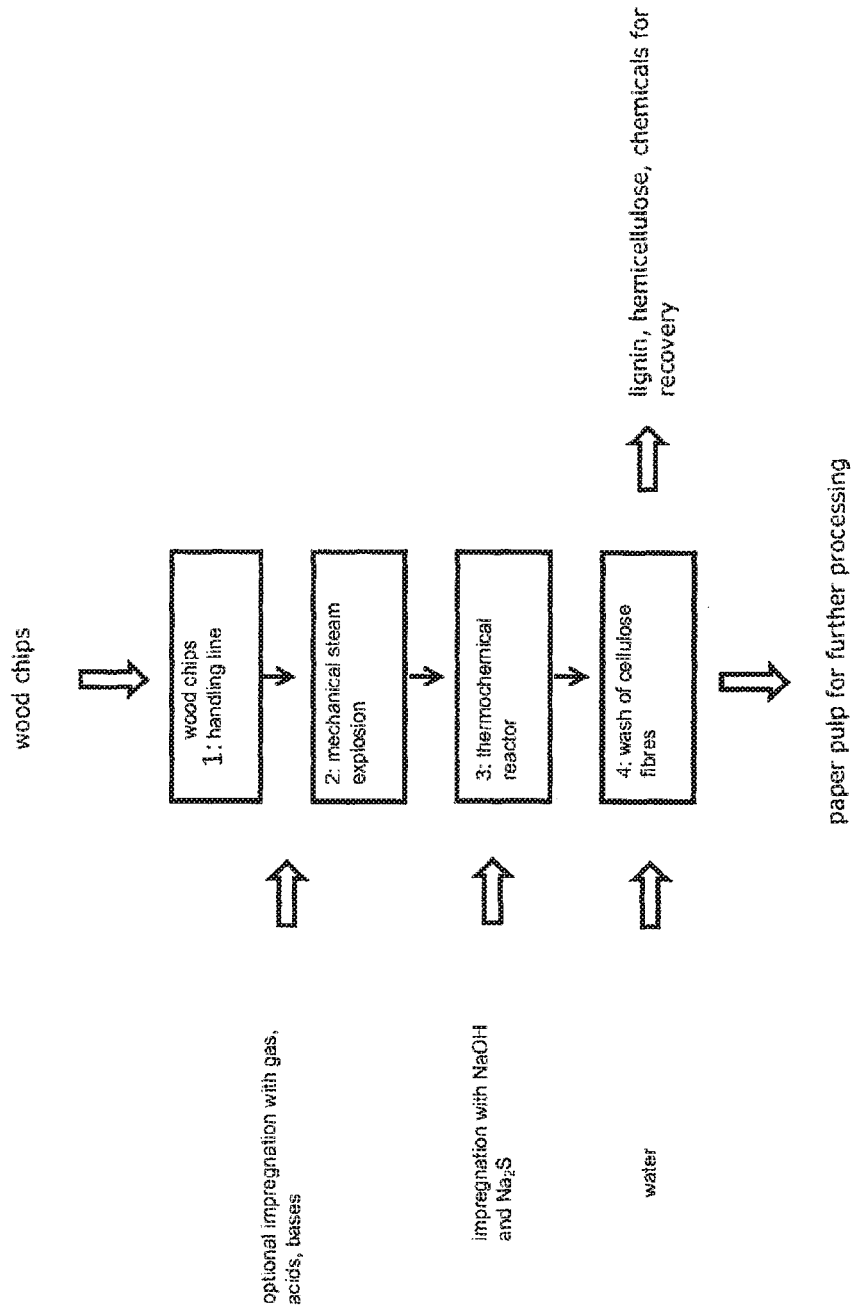 wood chips
wood chips
1: handling line
optional impregnation with gas,
acids, bases
2: mechanical steam
explosion
impregnation with NaOH
and Na₂S
3: thermochemical
reactor
water
4: wash of cellulose
fibres
lignin, hemicellulose, chemicals for
recovery
paper pulp for further processing